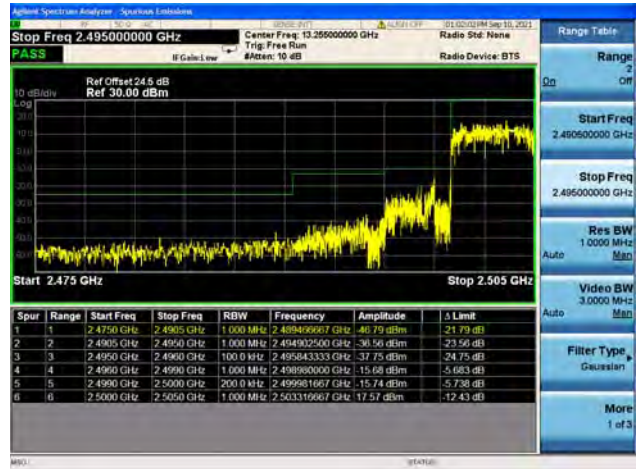 Agilent Spectrum Analyzer - Spurious Emissions
RF 50 Ω AC SENSE:INT ALIGN OFF 01:02:02 PM Sep 10, 2021
Stop Freq 2.495000000 GHz
Center Freq: 13.255000000 GHz
Radio Std: None
Trig: Free Run
PASS
IFGain:Low
#Atten: 10 dB
Radio Device: BTS
Ref Offset 24.5 dB
10 dB/div Ref 30.00 dBm
Log
20.0
10.0
Start 2.475 GHz
Stop 2.505 GHz
Spur Range Start Freq Stop Freq RBW Frequency Amplitude Δ Limit
1 1 2.4750 GHz 2.4905 GHz 1.000 MHz 2.489466667 GHz -46.79 dBm -21.79 dB
2 2 2.4905 GHz 2.4950 GHz 1.000 MHz 2.494902500 GHz -36.56 dBm -23.56 dB
3 3 2.4950 GHz 2.4960 GHz 100.0 kHz 2.495843333 GHz -37.75 dBm -24.75 dB
4 4 2.4960 GHz 2.4990 GHz 1.000 MHz 2.498980000 GHz -15.68 dBm -5.683 dB
5 5 2.4990 GHz 2.5000 GHz 200.0 kHz 2.499981667 GHz -15.74 dBm -5.738 dB
6 6 2.5000 GHz 2.5050 GHz 1.000 MHz 2.503316667 GHz 17.57 dBm -12.43 dB
MSG
STATUS
Range Table
Range
2
On Off
Start Freq
2.490500000 GHz
Stop Freq
2.495000000 GHz
Res BW
1.0000 MHz
Auto Man
Video BW
3.0000 MHz
Auto Man
Filter Type
Gaussian
More
1 of 3